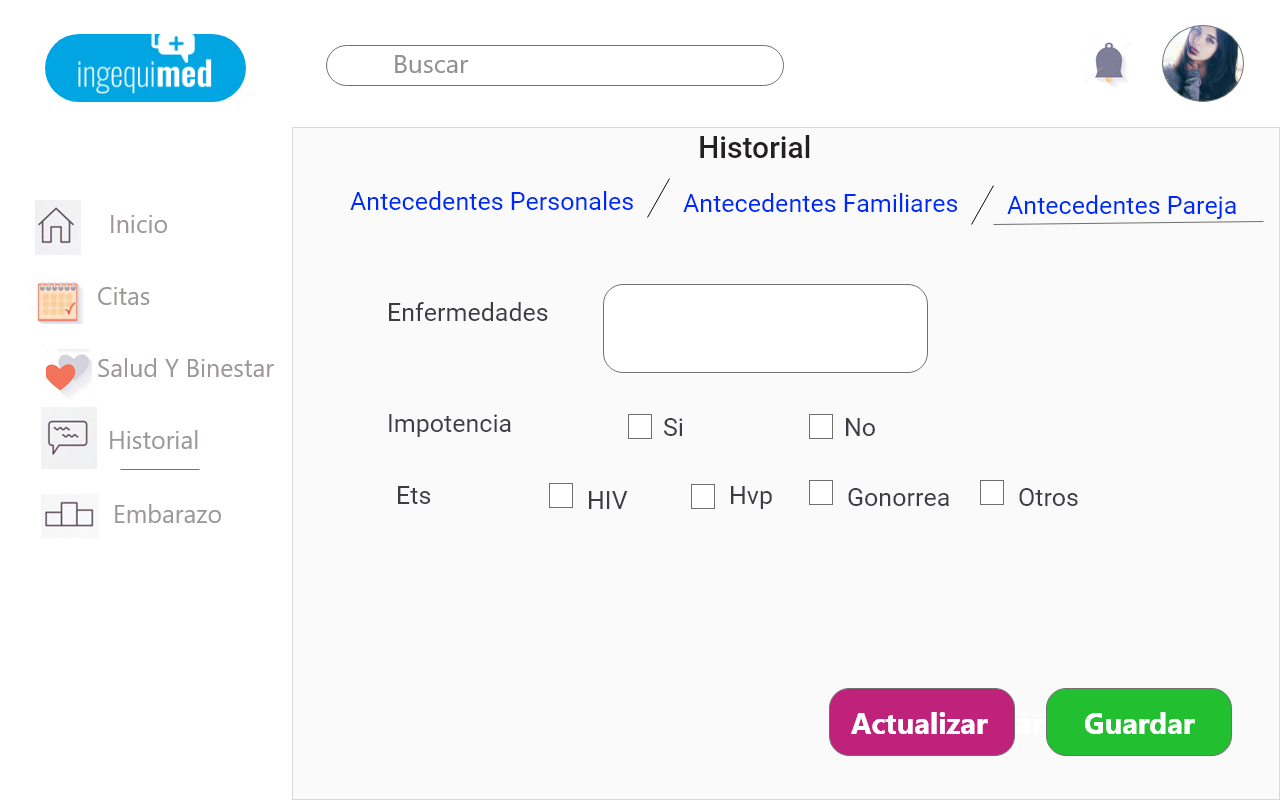 ingequimed
Buscar
Historial
Antecedentes Personales / Antecedentes Familiares / Antecedentes Pareja
Inicio
Citas
Salud Y Binestar
Historial
Embarazo
Enfermedades
Impotencia Si No
Ets HIV Hvp Gonorrea Otros
Actualizar ar Guardar